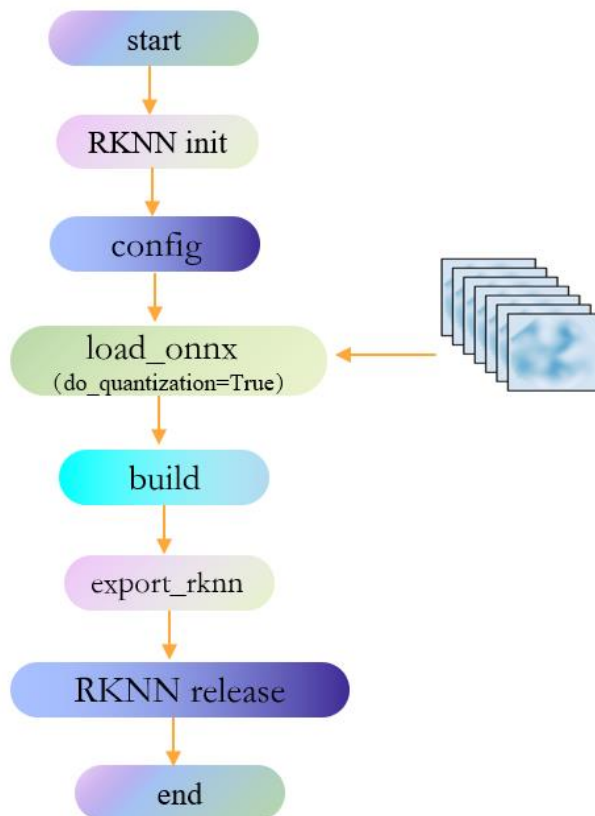 start
RKNN init
config
load_onnx
（do_quantization=True）
build
export_rknn
RKNN release
end